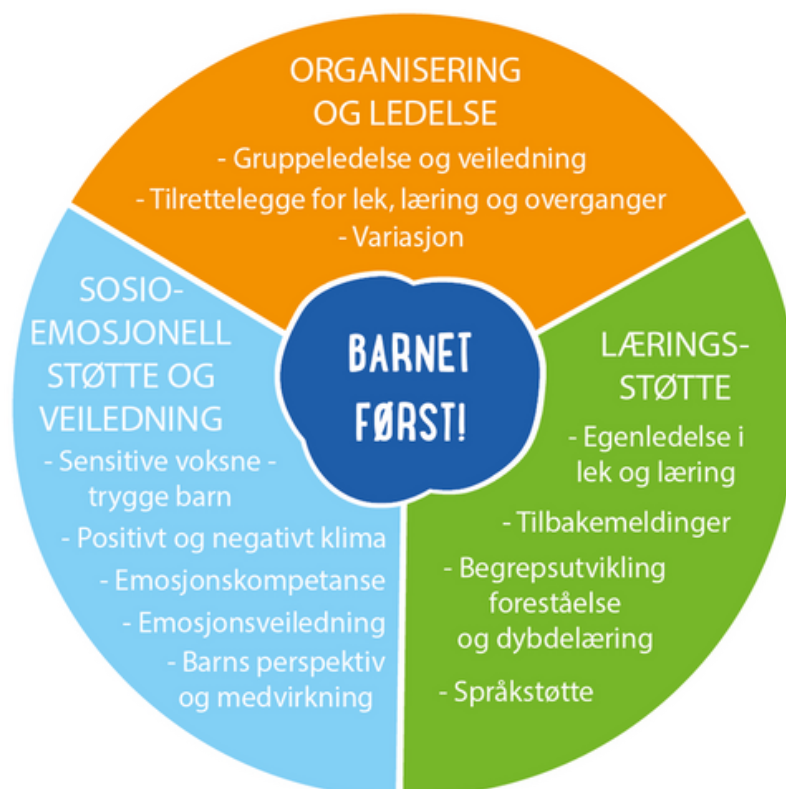 ORGANISERING
OG LEDELSE
- Gruppeledelse og veiledning
- Tilrettelegge for lek, læring og overganger
- Variasjon
SOSIO-
EMOSJONELL
STØTTE OG
VEILEDNING
- Sensitive voksne -
trygge barn
- Positivt og negativt klima
- Emosjonskompetanse
- Emosjonsveiledning
- Barns perspektiv
og medvirkning
BARNET
FØRST!
LÆRINGS-
STØTTE
- Egenledelse i
lek og læring
- Tilbakemeldinger
- Begrepsutvikling
foreståelse
og dybdelæring
- Språkstøtte